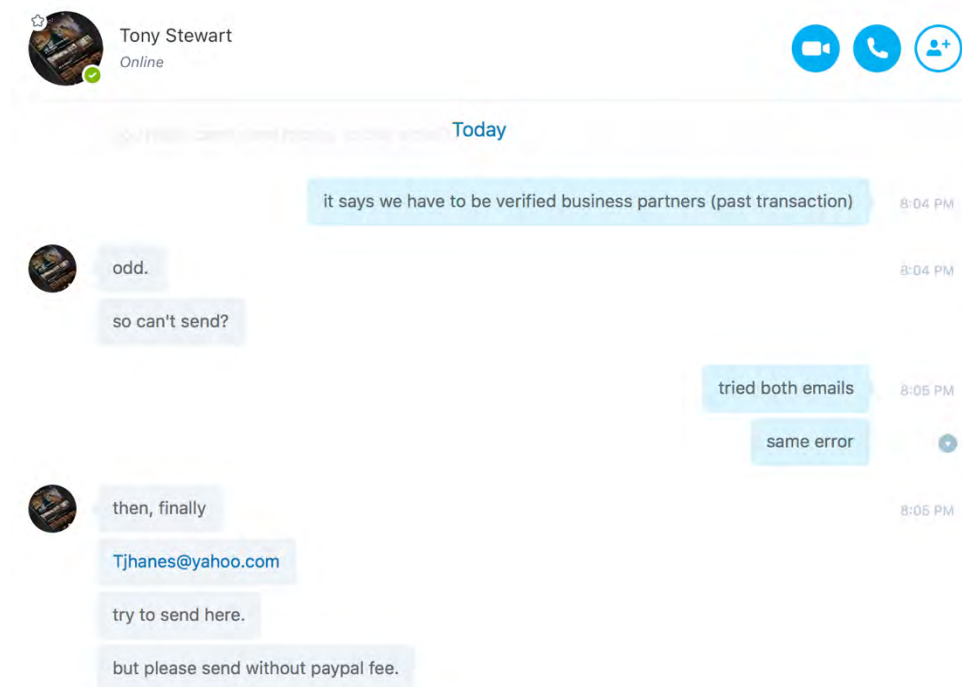 Tony Stewart
Online
Today
it says we have to be verified business partners (past transaction)
8:04 PM
odd.
8:04 PM
so can't send?
tried both emails
8:05 PM
same error
then, finally
8:05 PM
Tjhanes@yahoo.com
try to send here.
but please send without paypal fee.